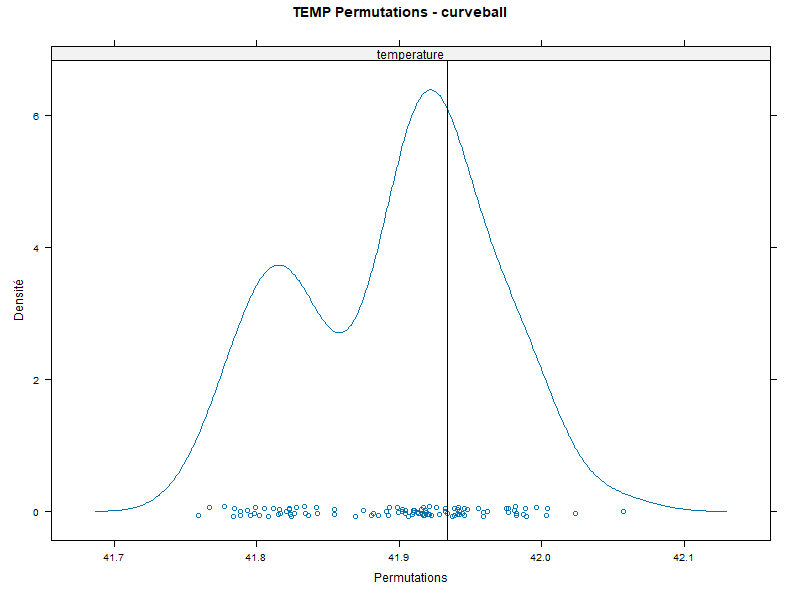 TEMP Permutations - curveball
temperature
Densité
6
4
2
0
41.7 41.8 41.9 42.0 42.1
Permutations